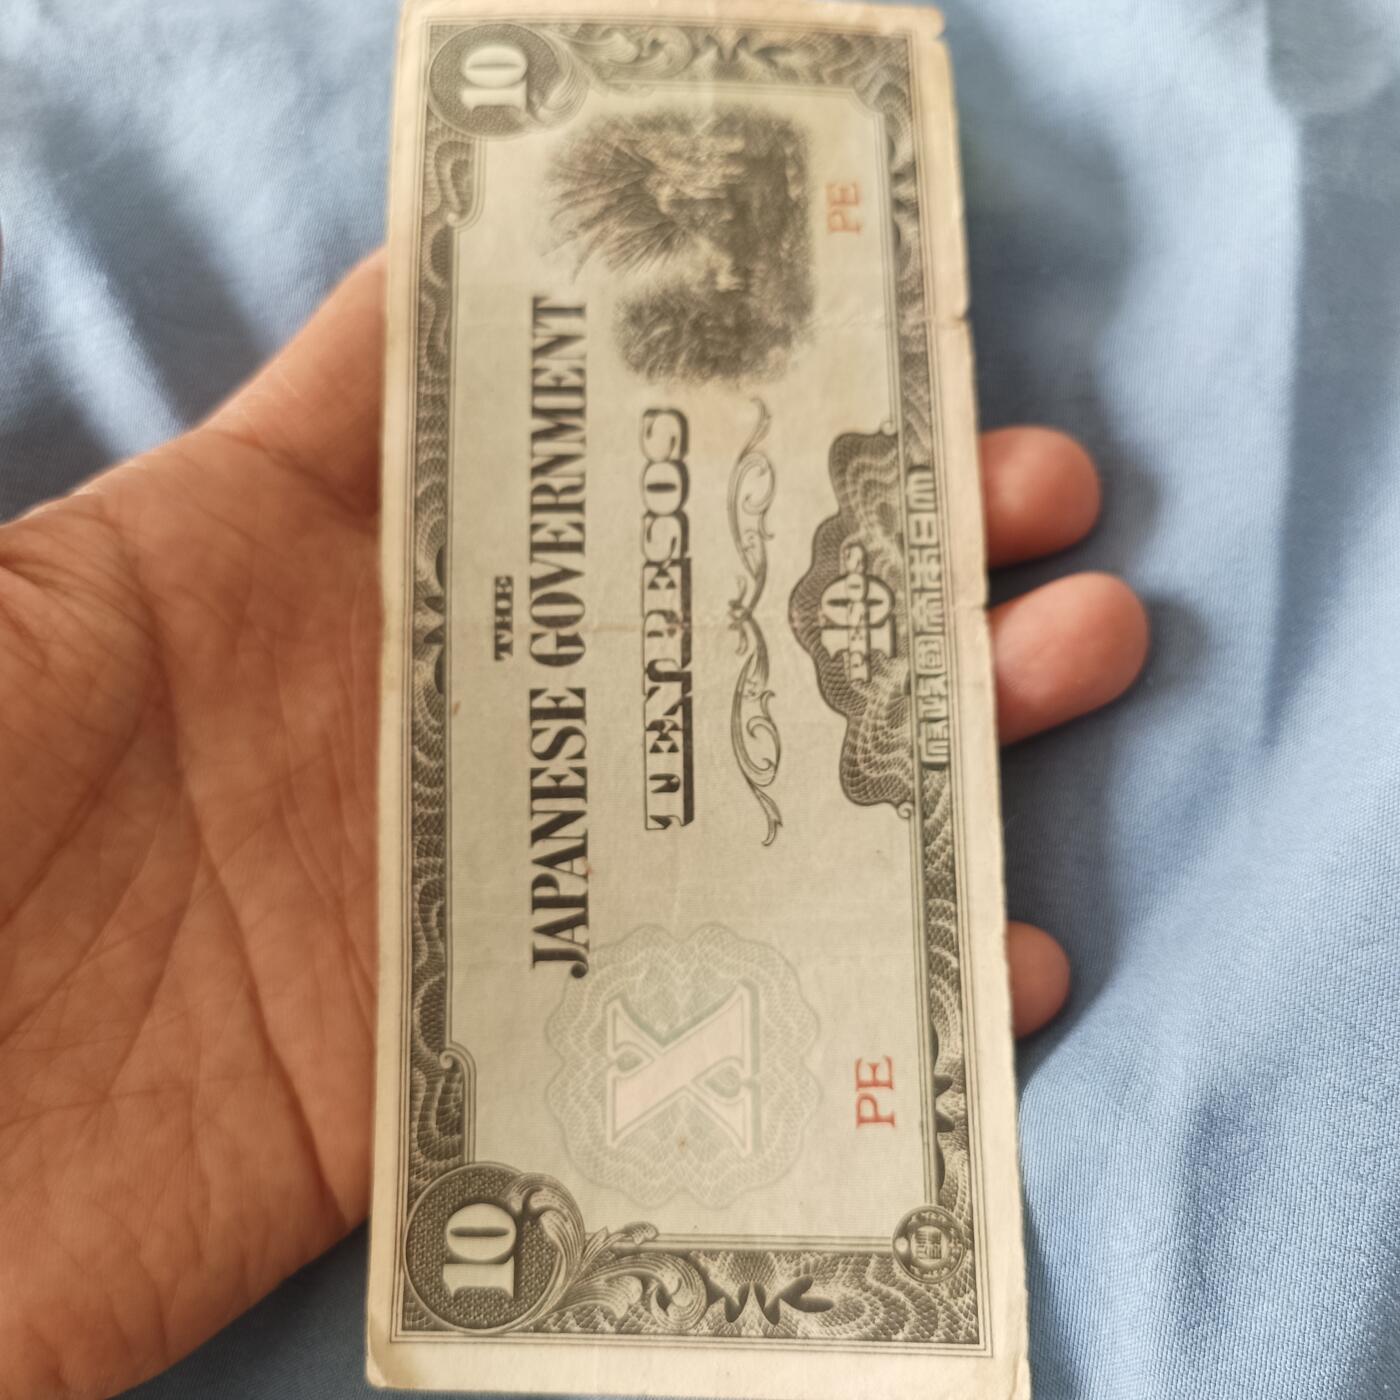 10 10
THE
JAPANESE GOVERNMENT
TEN PESOS
X
PE PE
10
PESOS
大日本帝國政府